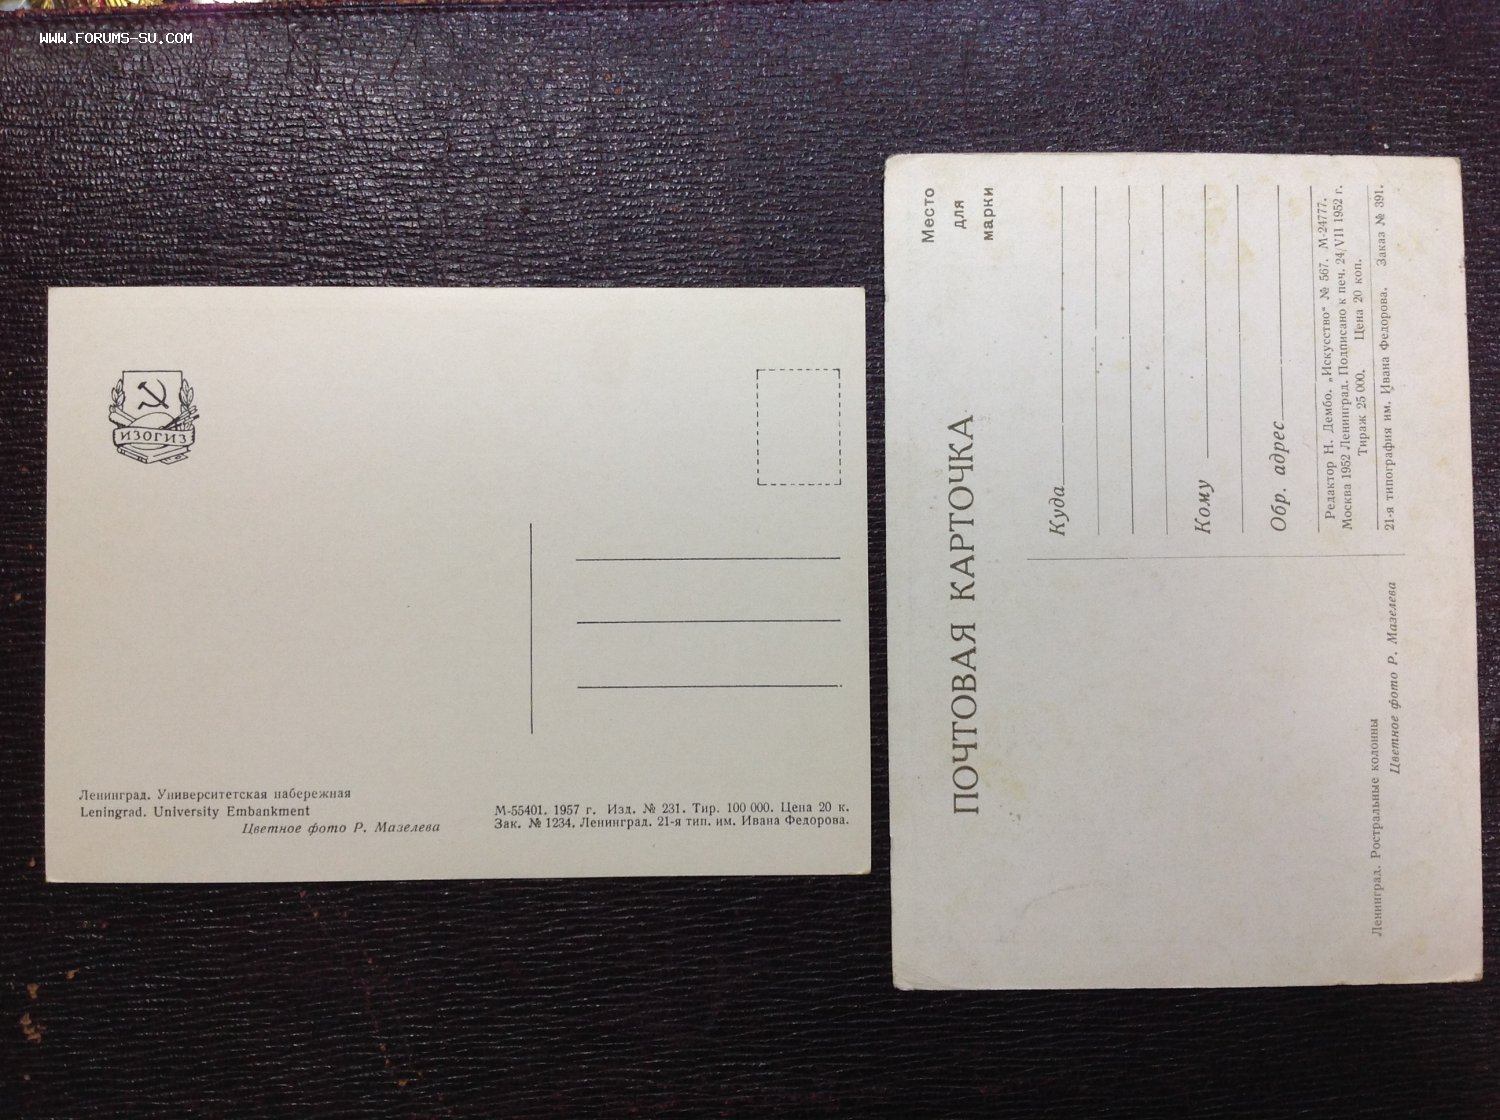 WWW.FORUMS-SU.COM
ИЗОГИЗ
Ленинград. Университетская набережная
Leningrad. University Embankment
Цветное фото Р. Мазелева
М-55401. 1957 г. Изд. № 231. Тир. 100 000. Цена 20 к.
Зак. № 1234. Ленинград. 21-я тип. им. Ивана Федорова.
ПОЧТОВАЯ КАРТОЧКА
Место
для
марки
Куда
Кому
Обр. адрес
Редактор Н. Дембо. „Искусство“ № 567. М-24777.
Москва 1952 Ленинград. Подписано к печ. 24/VII 1952 г.
Тираж 25 000. Цена 20 коп.
21-я типография им. Ивана Федорова. Заказ № 391.
Ленинград. Ростральные колонны
Цветное фото Р. Мазелева